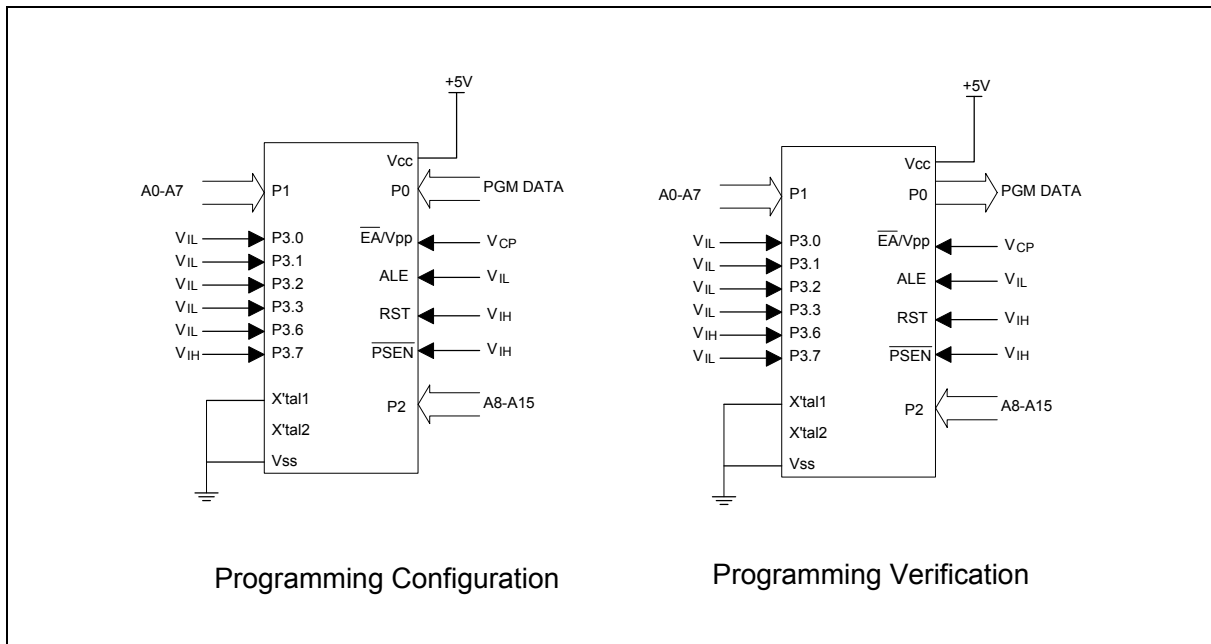 +5V
Vcc
A0-A7
P1
P0
PGM DATA
VIL
P3.0
EA/Vpp
VCP
VIL
P3.1
VIL
P3.2
ALE
VIL
VIL
P3.3
RST
VIH
VIL
P3.6
VIH
P3.7
PSEN
VIH
X'tal1
P2
A8-A15
X'tal2
Vss
Programming Configuration
+5V
Vcc
A0-A7
P1
P0
PGM DATA
VIL
P3.0
EA/Vpp
VCP
VIL
P3.1
VIL
P3.2
ALE
VIL
VIL
P3.3
RST
VIH
VIH
P3.6
VIL
P3.7
PSEN
VIH
X'tal1
P2
A8-A15
X'tal2
Vss
Programming Verification